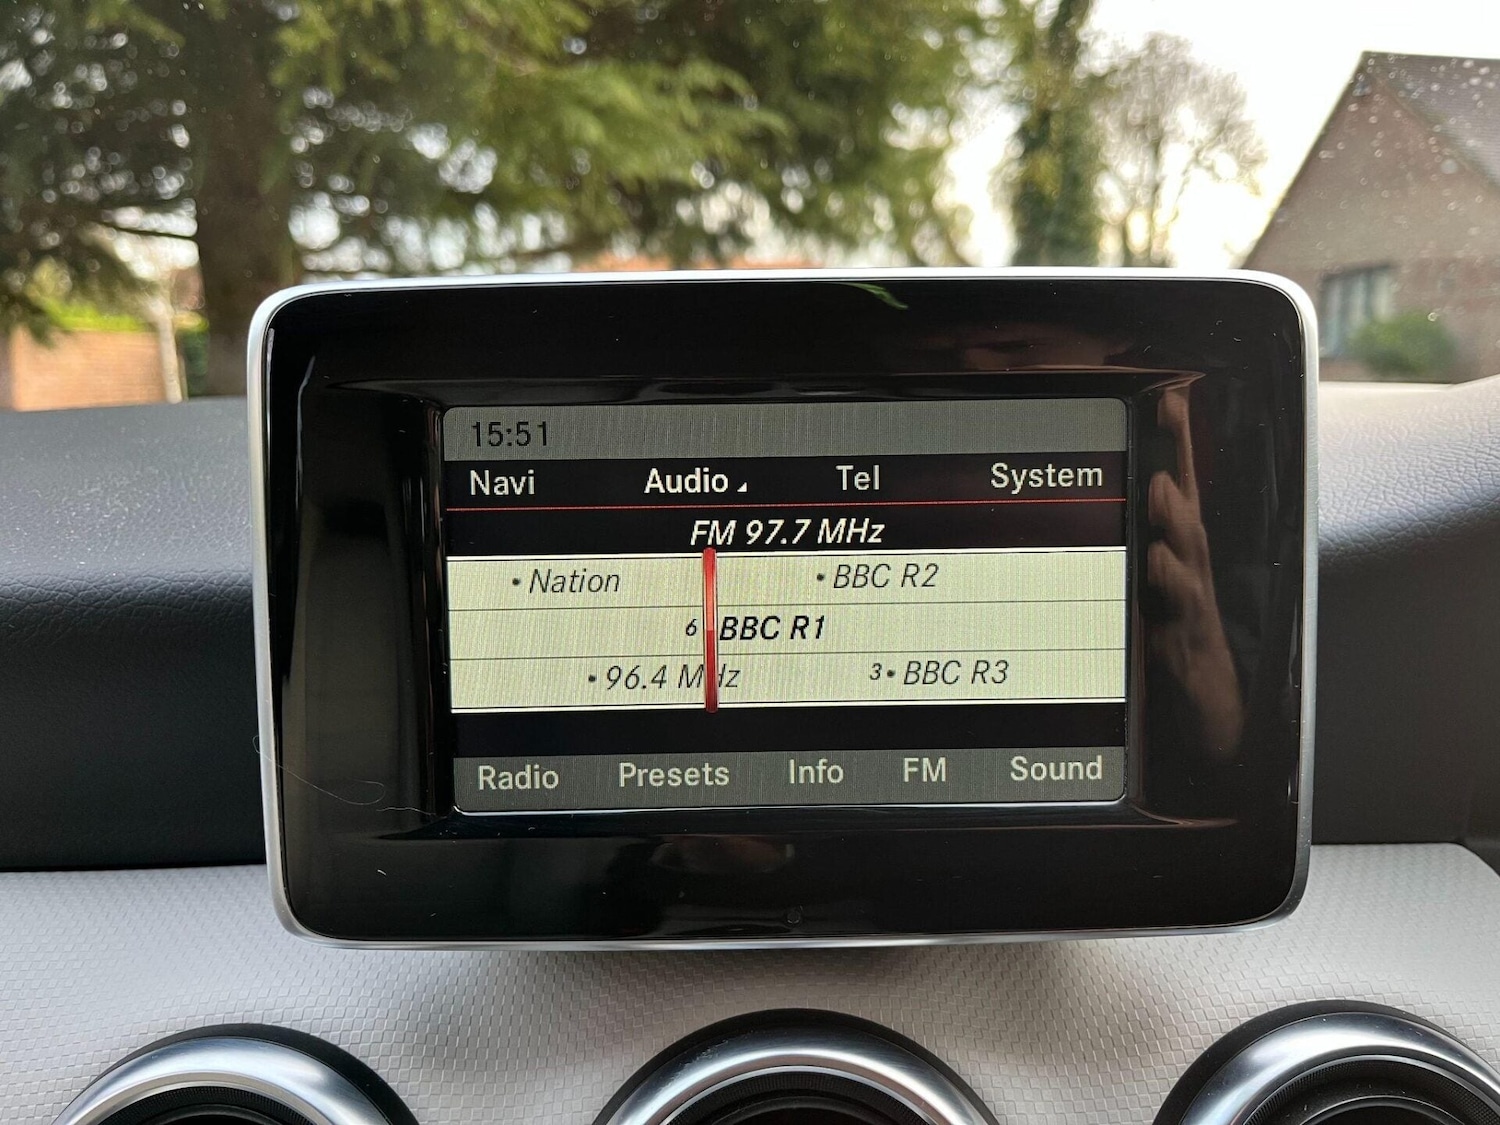 15:51
Navi Audio Tel System
FM 97.7 MHz
• Nation • BBC R2
6 BBC R1
• 96.4 MHz 3• BBC R3
Radio Presets Info FM Sound